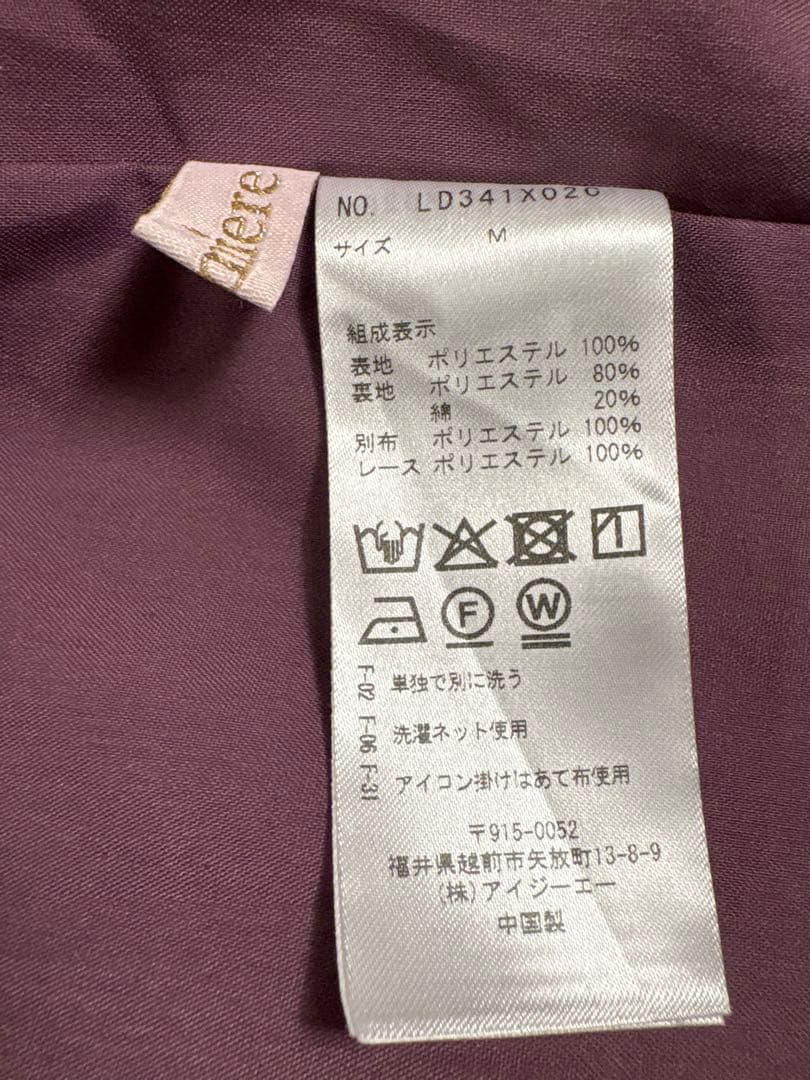 NO. LD341X020
サイズ M
組成表示
表地 ポリエステル 100%
裏地 ポリエステル 80%
綿 20%
別布 ポリエステル 100%
レース ポリエステル 100%
F
W
F-02 単独で別に洗う
F-06 洗濯ネット使用
F-31 アイコン掛けはあて布使用
〒915-0052
福井県越前市矢放町13-8-9
(株)アイジーエー
中国製